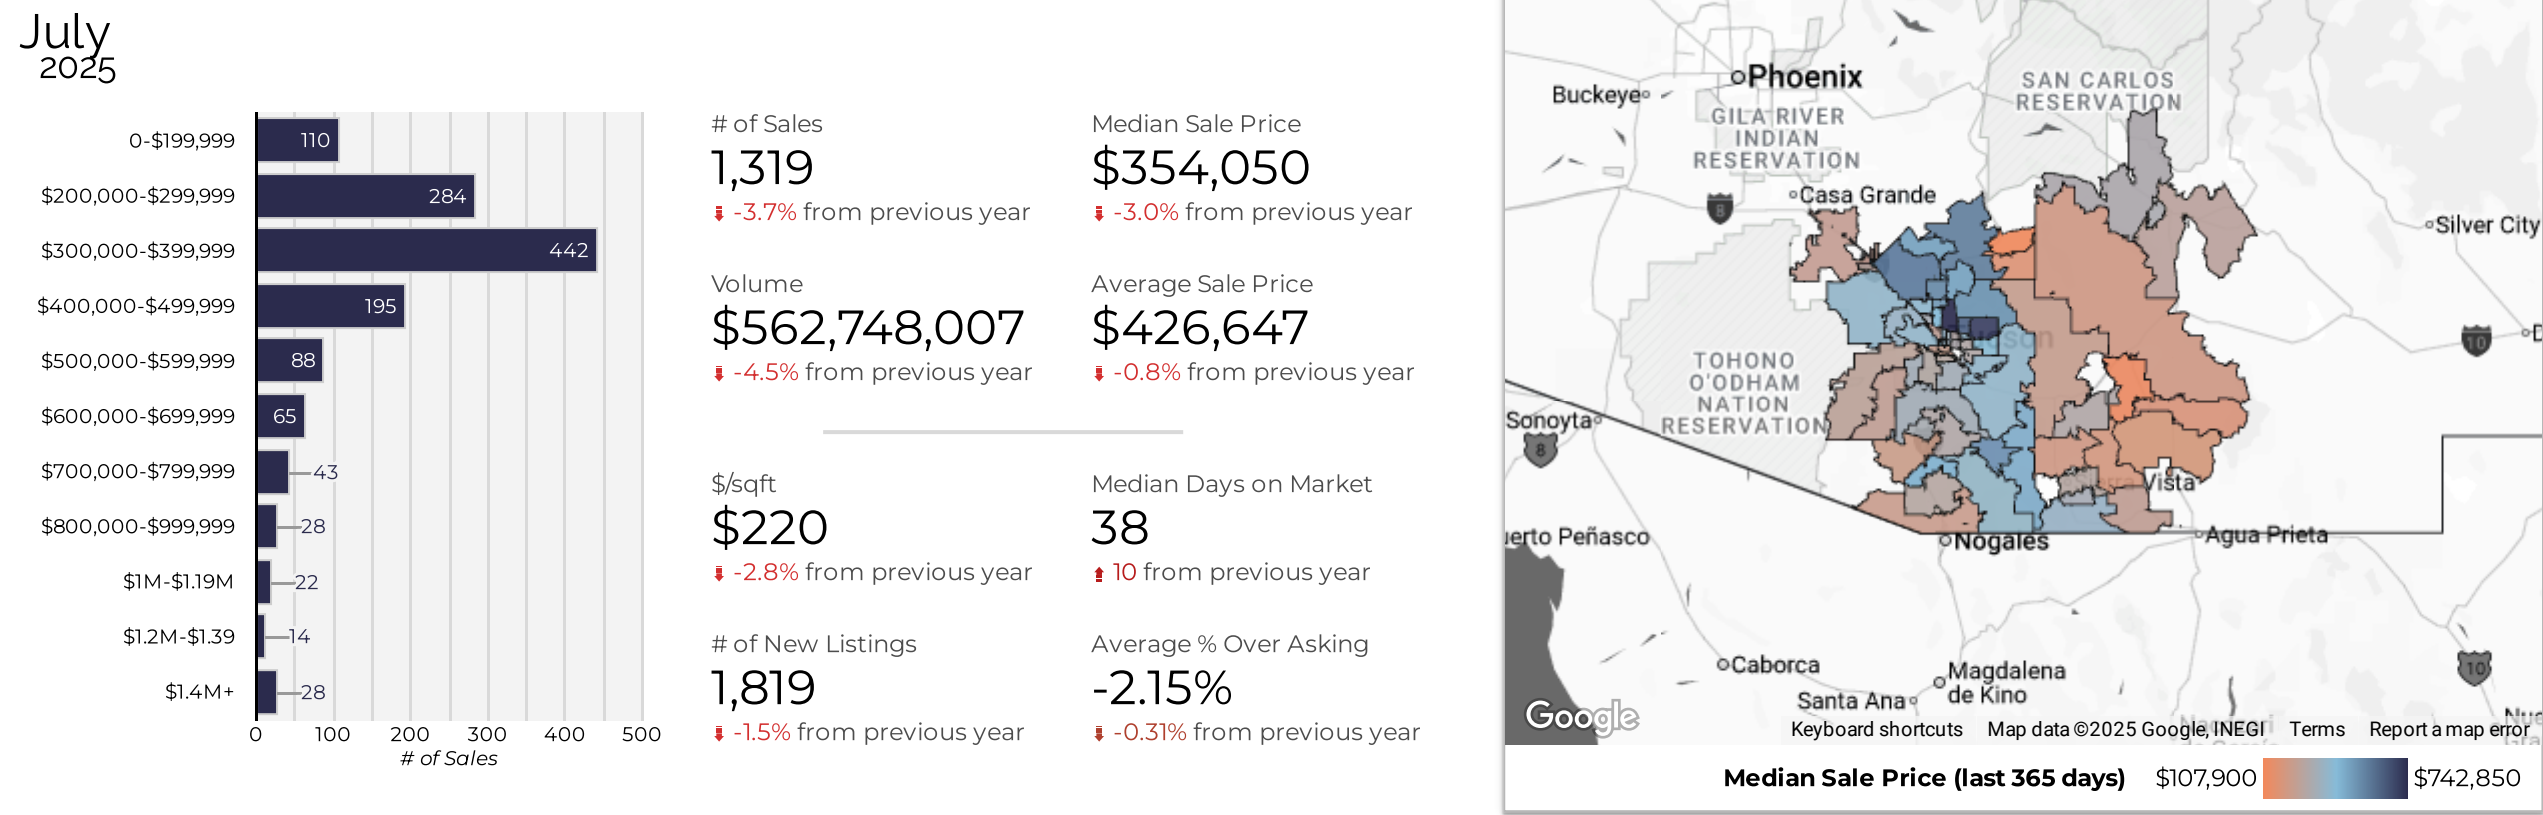 July
2025
0-$199,999
110
$200,000-$299,999
284
$300,000-$399,999
442
$400,000-$499,999
195
$500,000-$599,999
88
$600,000-$699,999
65
$700,000-$799,999
43
$800,000-$999,999
28
$1M-$1.19M
22
$1.2M-$1.39
14
$1.4M+
28
0 100 200 300 400 500
# of Sales
# of Sales
1,319
-3.7% from previous year
Median Sale Price
$354,050
-3.0% from previous year
Volume
$562,748,007
-4.5% from previous year
Average Sale Price
$426,647
-0.8% from previous year
$/sqft
$220
-2.8% from previous year
Median Days on Market
38
10 from previous year
# of New Listings
1,819
-1.5% from previous year
Average % Over Asking
-2.15%
-0.31% from previous year
Phoenix
Buckeye
SAN CARLOS
RESERVATION
GILA RIVER
INDIAN
RESERVATION
Casa Grande
8
Silver City
10
TOHONO
O'ODHAM
NATION
RESERVATION
Sonoyta
8
Vista
Nogales
Agua Prieta
erto Peñasco
Caborca
Magdalena
de Kino
Santa Ana
10
Google
Keyboard shortcuts Map data ©2025 Google, INEGI Terms Report a map error
Median Sale Price (last 365 days) $107,900 $742,850